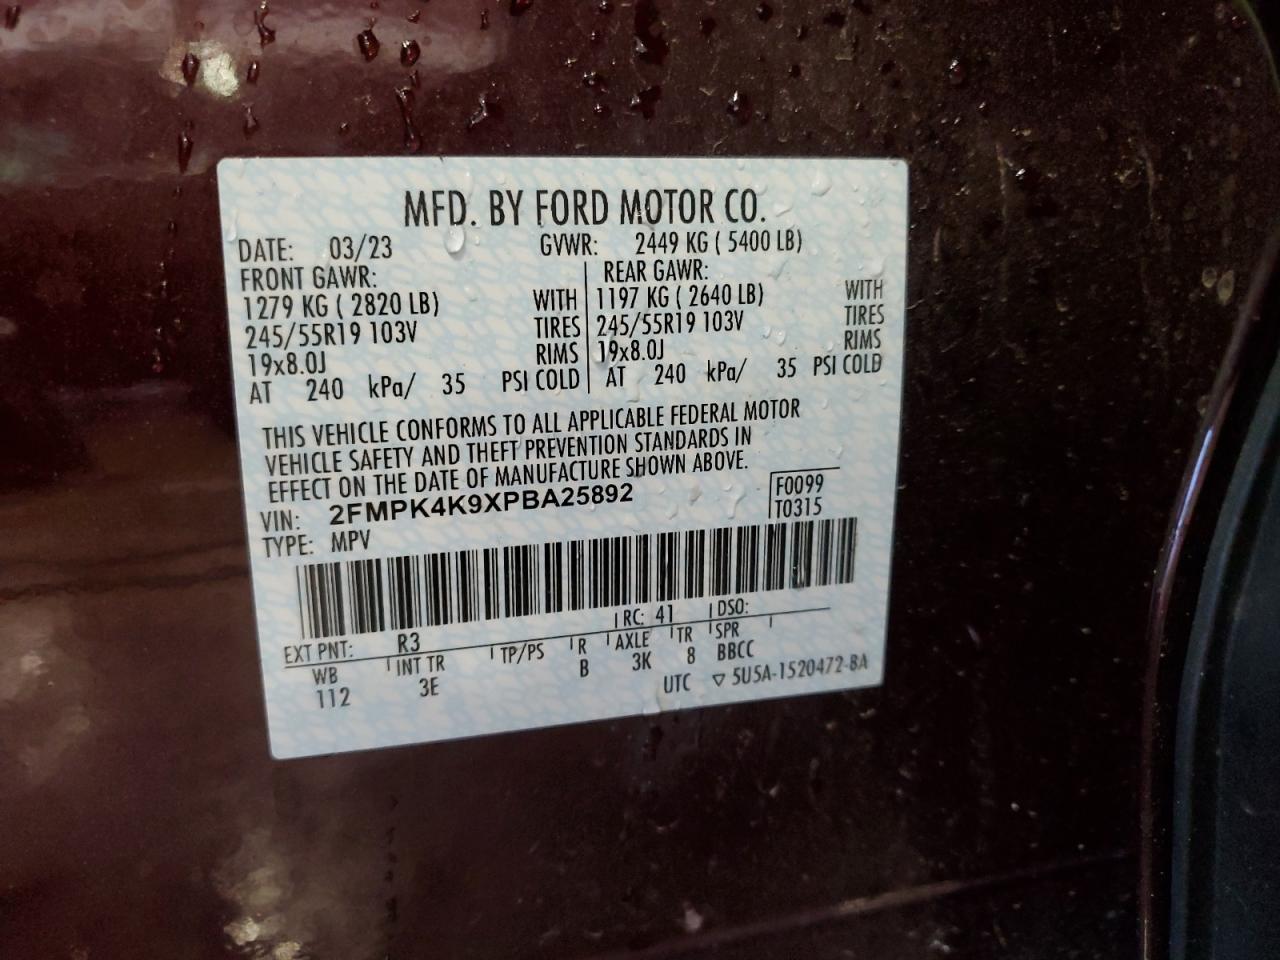 MFD. BY FORD MOTOR CO.
DATE: 03/23 GVWR: 2449 KG ( 5400 LB)
FRONT GAWR: REAR GAWR:
1279 KG ( 2820 LB) WITH 1197 KG ( 2640 LB) WITH
245/55R19 103V TIRES 245/55R19 103V TIRES
19x8.0J RIMS 19x8.0J RIMS
AT 240 kPa/ 35 PSI COLD AT 240 kPa/ 35 PSI COLD
THIS VEHICLE CONFORMS TO ALL APPLICABLE FEDERAL MOTOR
VEHICLE SAFETY AND THEFT PREVENTION STANDARDS IN
EFFECT ON THE DATE OF MANUFACTURE SHOWN ABOVE.
VIN: 2FMPK4K9XPBA25892 F0099
TYPE: MPV T0315
EXT PNT: R3 RC: 41 DSO:
WB INT TR TP/PS R AXLE TR SPR
112 3E B 3K 8 BBCC
UTC ▽ 5U5A-1520472-BA